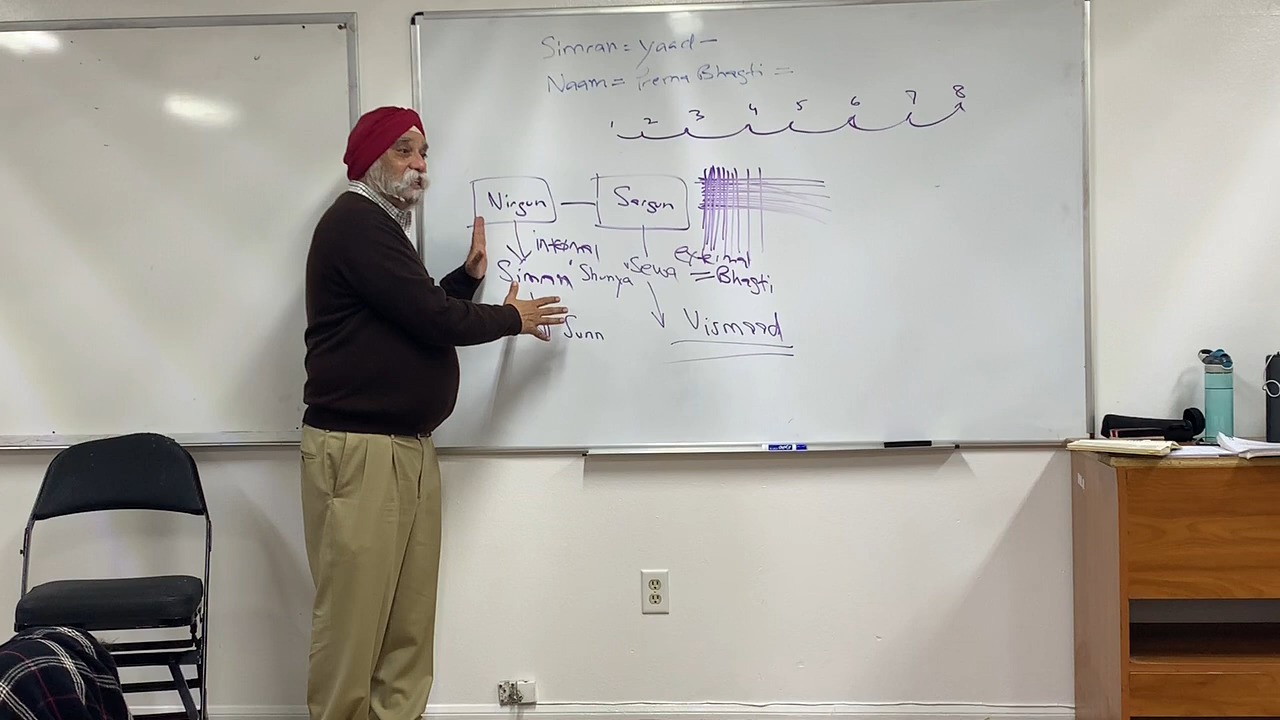 Simran = Yaad –
Naam = Prema Bhagti =
1 2 3 4 5 6 7 8
Nirgun — Sargun
internal external
Simran Shunya Sewa = Bhagti
Sunn Vismaad